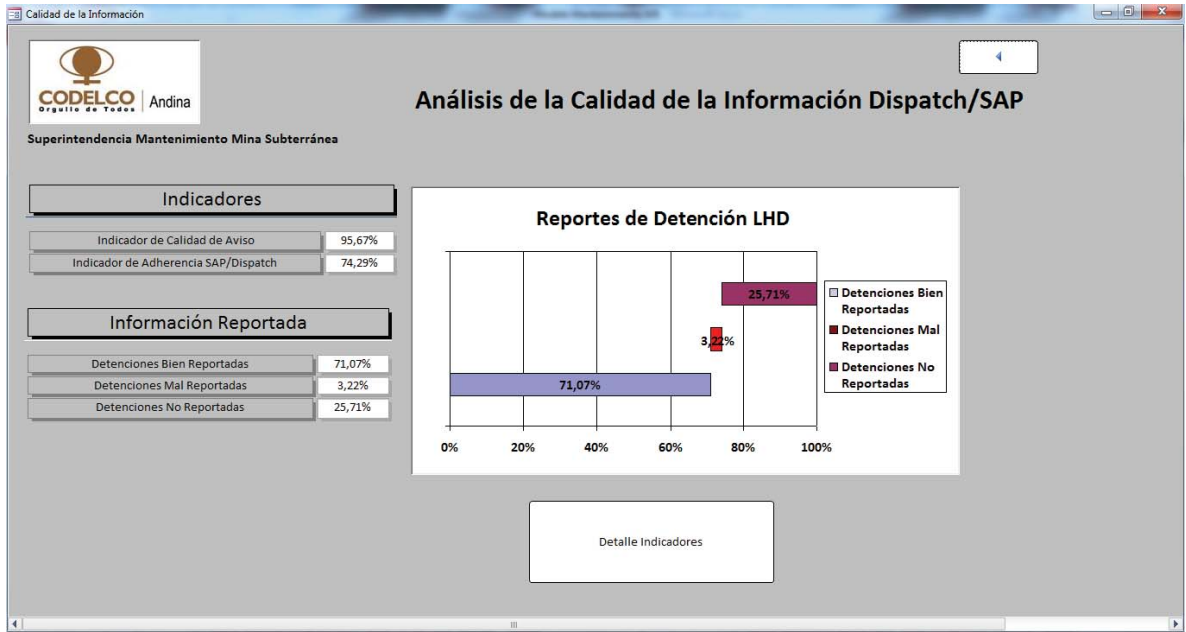 Calidad de la Información
CODELCO
Orgullo de Todos
Andina
Análisis de la Calidad de la Información Dispatch/SAP
Superintendencia Mantenimiento Mina Subterránea
Indicadores
Indicador de Calidad de Aviso 95,67%
Indicador de Adherencia SAP/Dispatch 74,29%
Información Reportada
Detenciones Bien Reportadas 71,07%
Detenciones Mal Reportadas 3,22%
Detenciones No Reportadas 25,71%
Reportes de Detención LHD
25,71%
3,22%
71,07%
0% 20% 40% 60% 80% 100%
Detenciones Bien
Reportadas
Detenciones Mal
Reportadas
Detenciones No
Reportadas
Detalle Indicadores